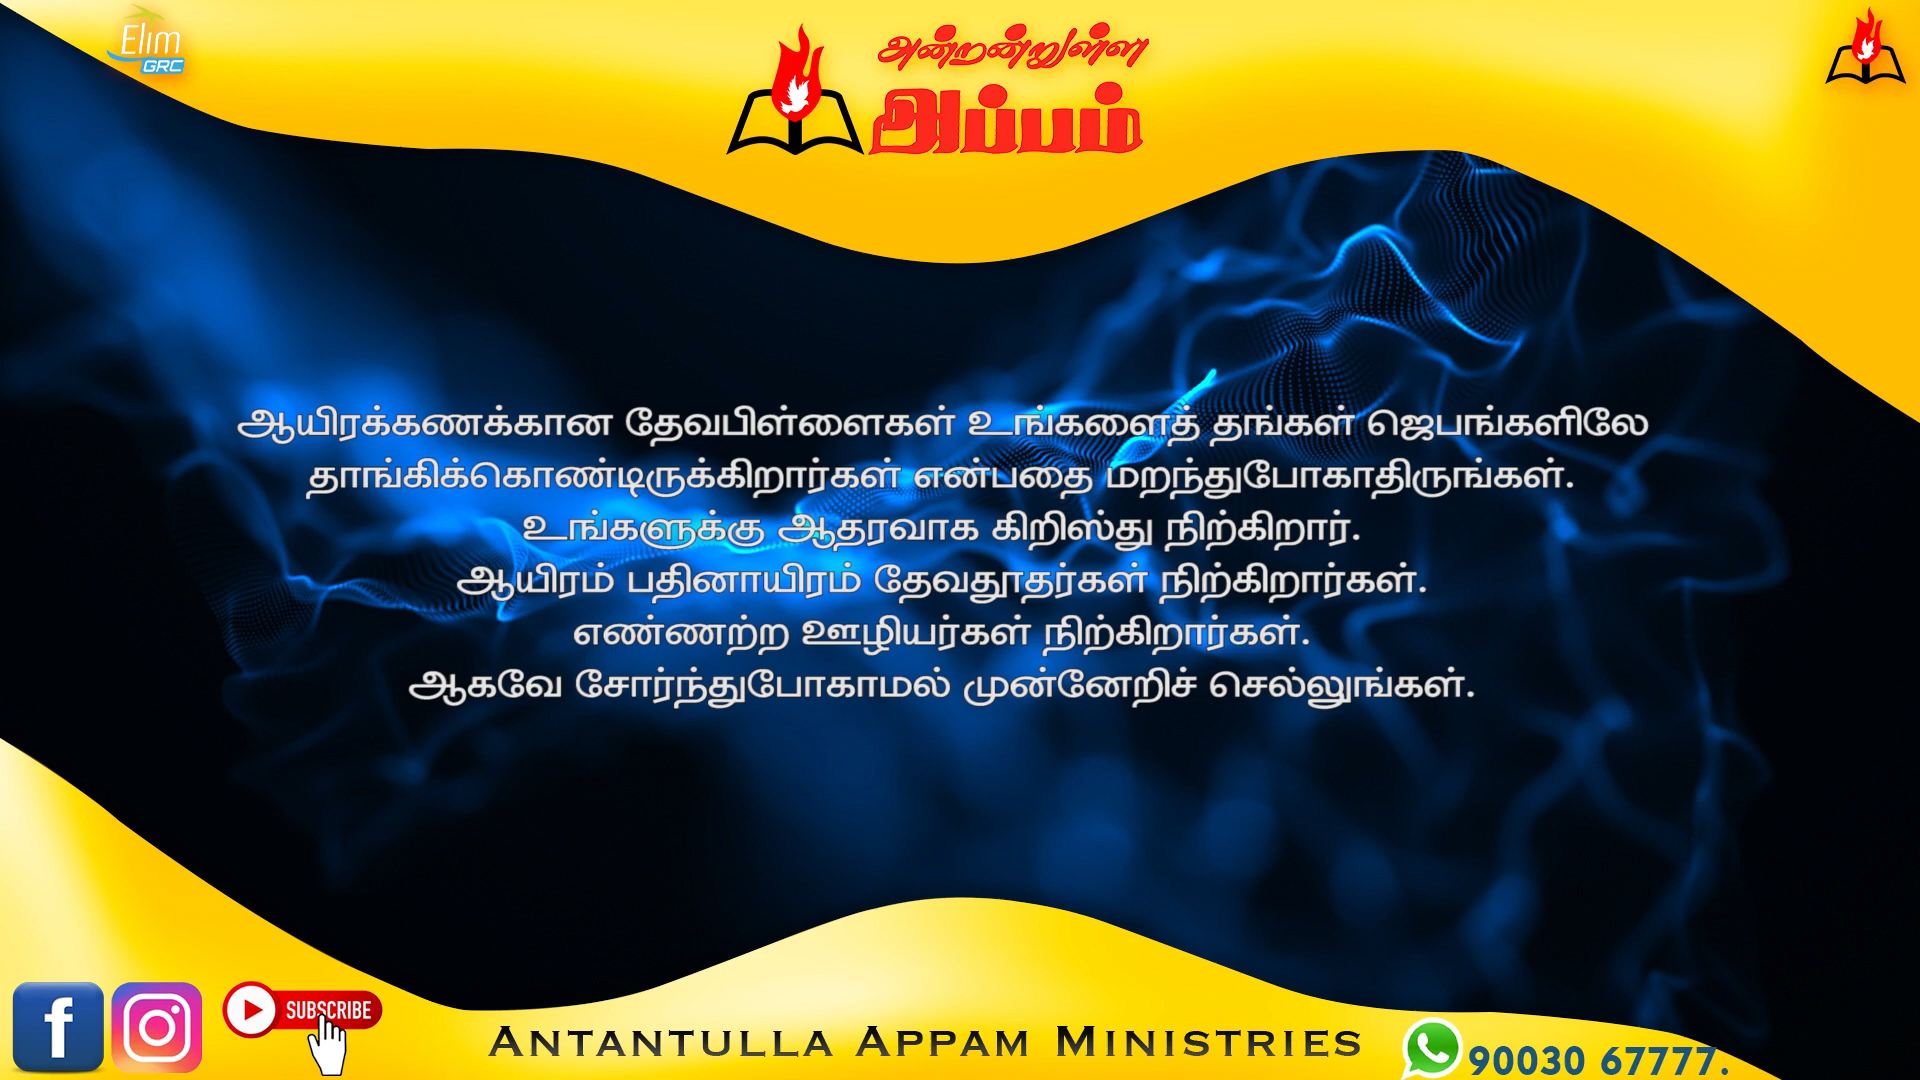 Elim
GRC
அன்றன்றுள்ள
அப்பம்
ஆயிரக்கணக்கான தேவபிள்ளைகள் உங்களைத் தங்கள் ஜெபங்களிலே
தாங்கிக்கொண்டிருக்கிறார்கள் என்பதை மறந்துபோகாதிருங்கள்.
உங்களுக்கு ஆதரவாக கிறிஸ்து நிற்கிறார்.
ஆயிரம் பதினாயிரம் தேவதூதர்கள் நிற்கிறார்கள்.
எண்ணற்ற ஊழியர்கள் நிற்கிறார்கள்.
ஆகவே சோர்ந்துபோகாமல் முன்னேறிச் செல்லுங்கள்.
SUBSCRIBE
ANTANTULLA APPAM MINISTRIES
90030 67777.